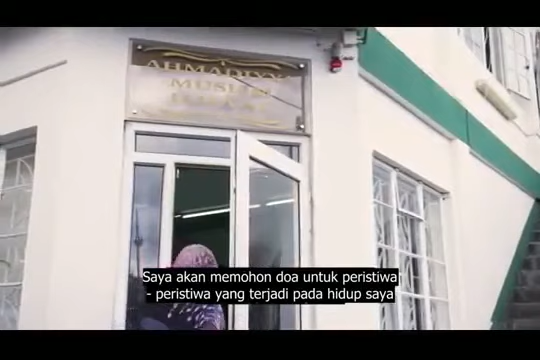 AHMADIYYA
MUSLIM
Saya akan memohon doa untuk peristiwa
- peristiwa yang terjadi pada hidup saya